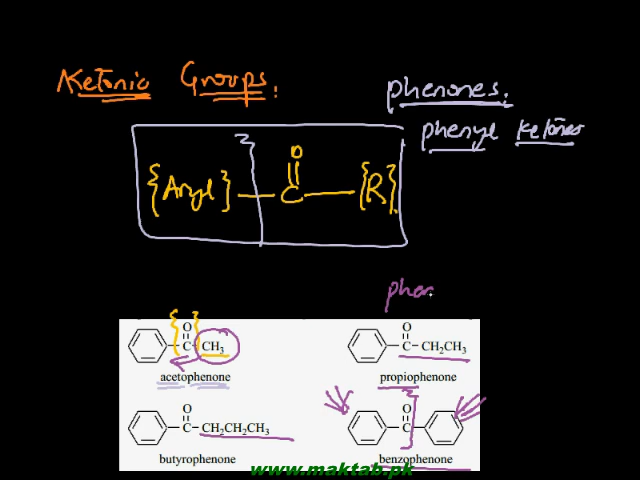 Ketonic Groups.
phenones.
phenyl ketones
O
{Aryl} — C — {R}
phen
O
C CH3
acetophenone
O
C–CH2CH3
propiophenone
O
C–CH2CH2CH3
butyrophenone
O
C
benzophenone
www.maktab.pk